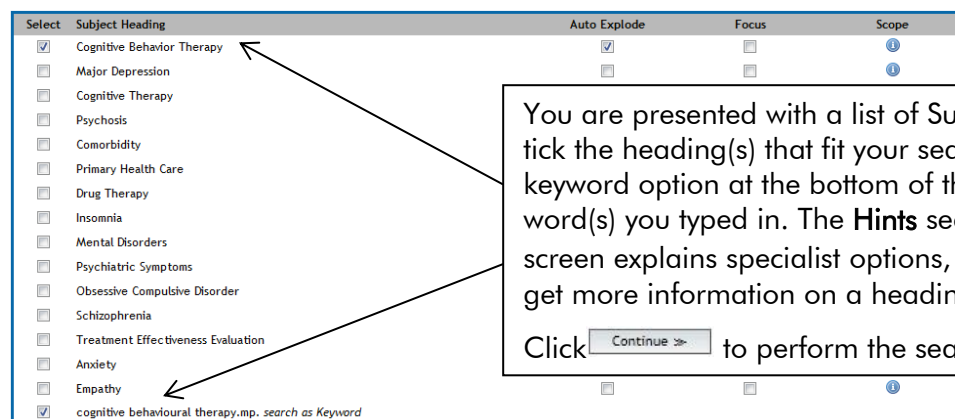 Select Subject Heading Auto Explode Focus Scope
Cognitive Behavior Therapy
Major Depression
Cognitive Therapy
Psychosis
Comorbidity
Primary Health Care
Drug Therapy
Insomnia
Mental Disorders
Psychiatric Symptoms
Obsessive Compulsive Disorder
Schizophrenia
Treatment Effectiveness Evaluation
Anxiety
Empathy
cognitive behavioural therapy.mp. search as Keyword
You are presented with a list of Su
tick the heading(s) that fit your sea
keyword option at the bottom of th
word(s) you typed in. The Hints se
screen explains specialist options,
get more information on a headin
Click Continue >> to perform the sea